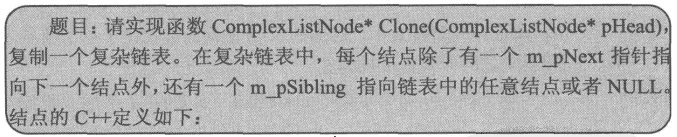 题目：请实现函数 ComplexListNode* Clone(ComplexListNode* pHead)，
复制一个复杂链表。在复杂链表中，每个结点除了有一个 m_pNext 指针指
向下一个结点外，还有一个 m_pSibling 指向链表中的任意结点或者 NULL。
结点的 C++定义如下：